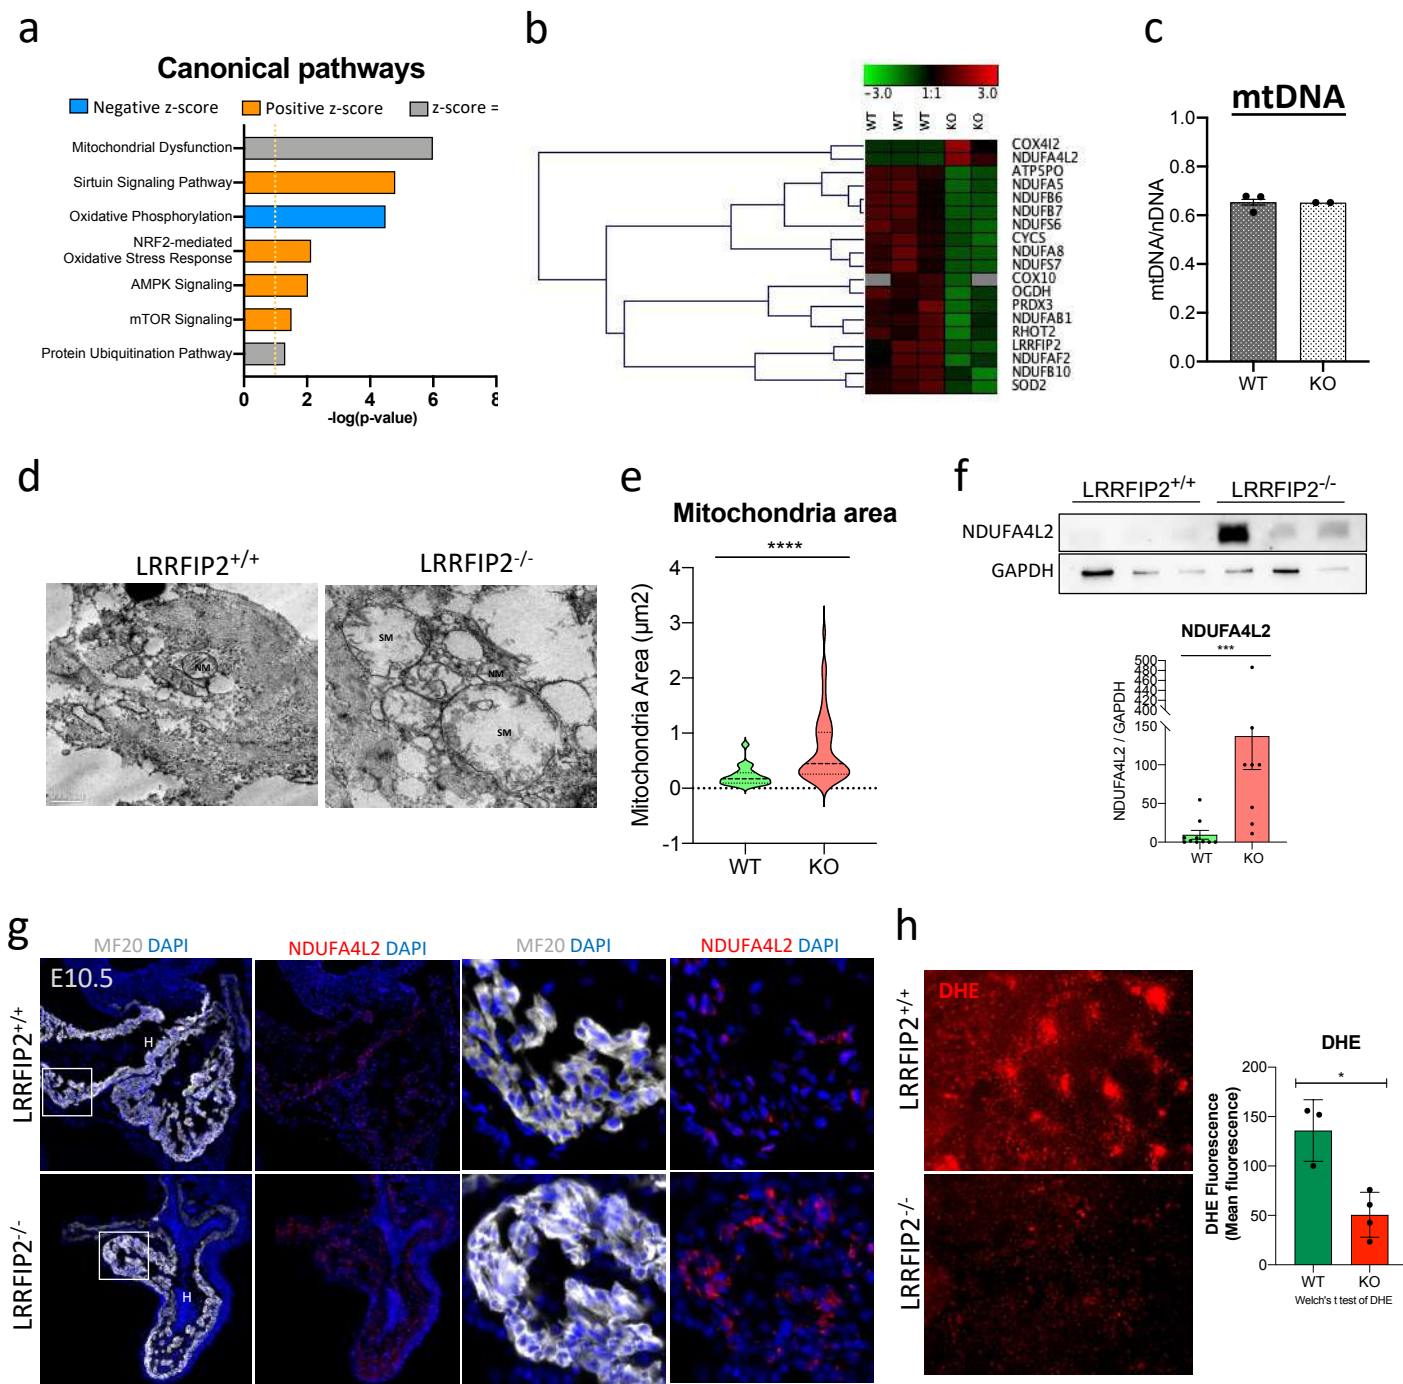 a
Canonical pathways
Negative z-score
Positive z-score
z-score =
Mitochondrial Dysfunction
Sirtuin Signaling Pathway
Oxidative Phosphorylation
NRF2-mediated
Oxidative Stress Response
AMPK Signaling
mTOR Signaling
Protein Ubiquitination Pathway
0 2 4 6 8
-log(p-value)
b
-3.0 1:1 3.0
WT WT WT KO KO
COX4I2
NDUFA4L2
ATP5PO
NDUFA5
NDUFB6
NDUFB7
NDUFS6
CYCS
NDUFA8
NDUFS7
COX10
OGDH
PRDX3
NDUFAB1
RHOT2
LRRFIP2
NDUFAF2
NDUFB10
SOD2
c
mtDNA
mtDNA/nDNA
1.0
0.8
0.6
0.4
0.2
0.0
WT KO
d
LRRFIP2+/+
LRRFIP2-/-
NM
SM
NM
SM
e
Mitochondria area
****
Mitochondria Area (µm2)
4
3
2
1
0
-1
WT KO
f
LRRFIP2+/+ LRRFIP2-/-
NDUFA4L2
GAPDH
NDUFA4L2
***
NDUFA4L2 / GAPDH
500
480
460
440
420
400
150
100
50
0
WT KO
g
MF20 DAPI
NDUFA4L2 DAPI
MF20 DAPI
NDUFA4L2 DAPI
LRRFIP2+/+
E10.5
H
LRRFIP2-/-
H
h
LRRFIP2+/+
DHE
LRRFIP2-/-
DHE
*
DHE Fluorescence
(Mean fluorescence)
200
150
100
50
0
WT KO
Welch's t test of DHE